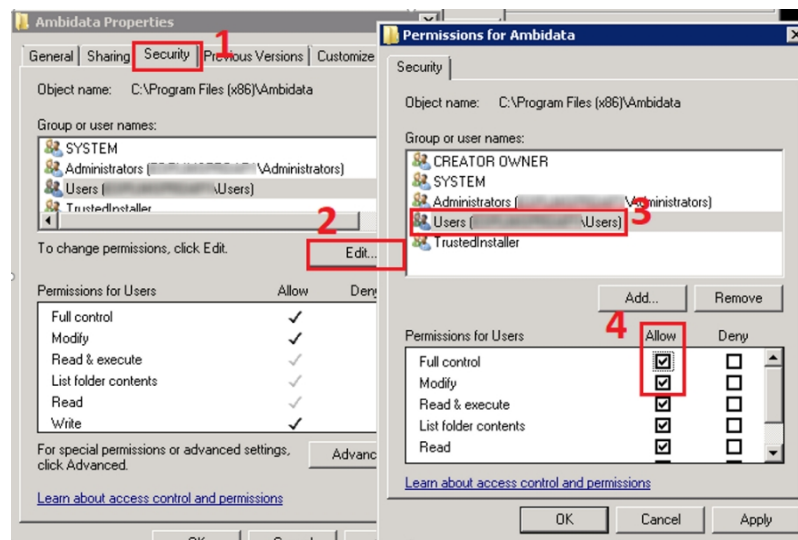 Ambidata Properties
1
General Sharing Security Previous Versions Customize
Object name: C:\Program Files (x86)\Ambidata
Group or user names:
SYSTEM
Administrators ( \Administrators)
Users ( \Users)
TrustedInstaller
2
To change permissions, click Edit.
Edit...
Permissions for Users Allow Deny
Full control
Modify
Read & execute
List folder contents
Read
Write
For special permissions or advanced settings,
click Advanced.
Advanc
Learn about access control and permissions
Permissions for Ambidata
Security
Object name: C:\Program Files (x86)\Ambidata
Group or user names:
CREATOR OWNER
SYSTEM
Administrators ( \Administrators)
Users ( \Users)
3
TrustedInstaller
Add... Remove
4
Permissions for Users Allow Deny
Full control
Modify
Read & execute
List folder contents
Read
Learn about access control and permissions
OK Cancel Apply